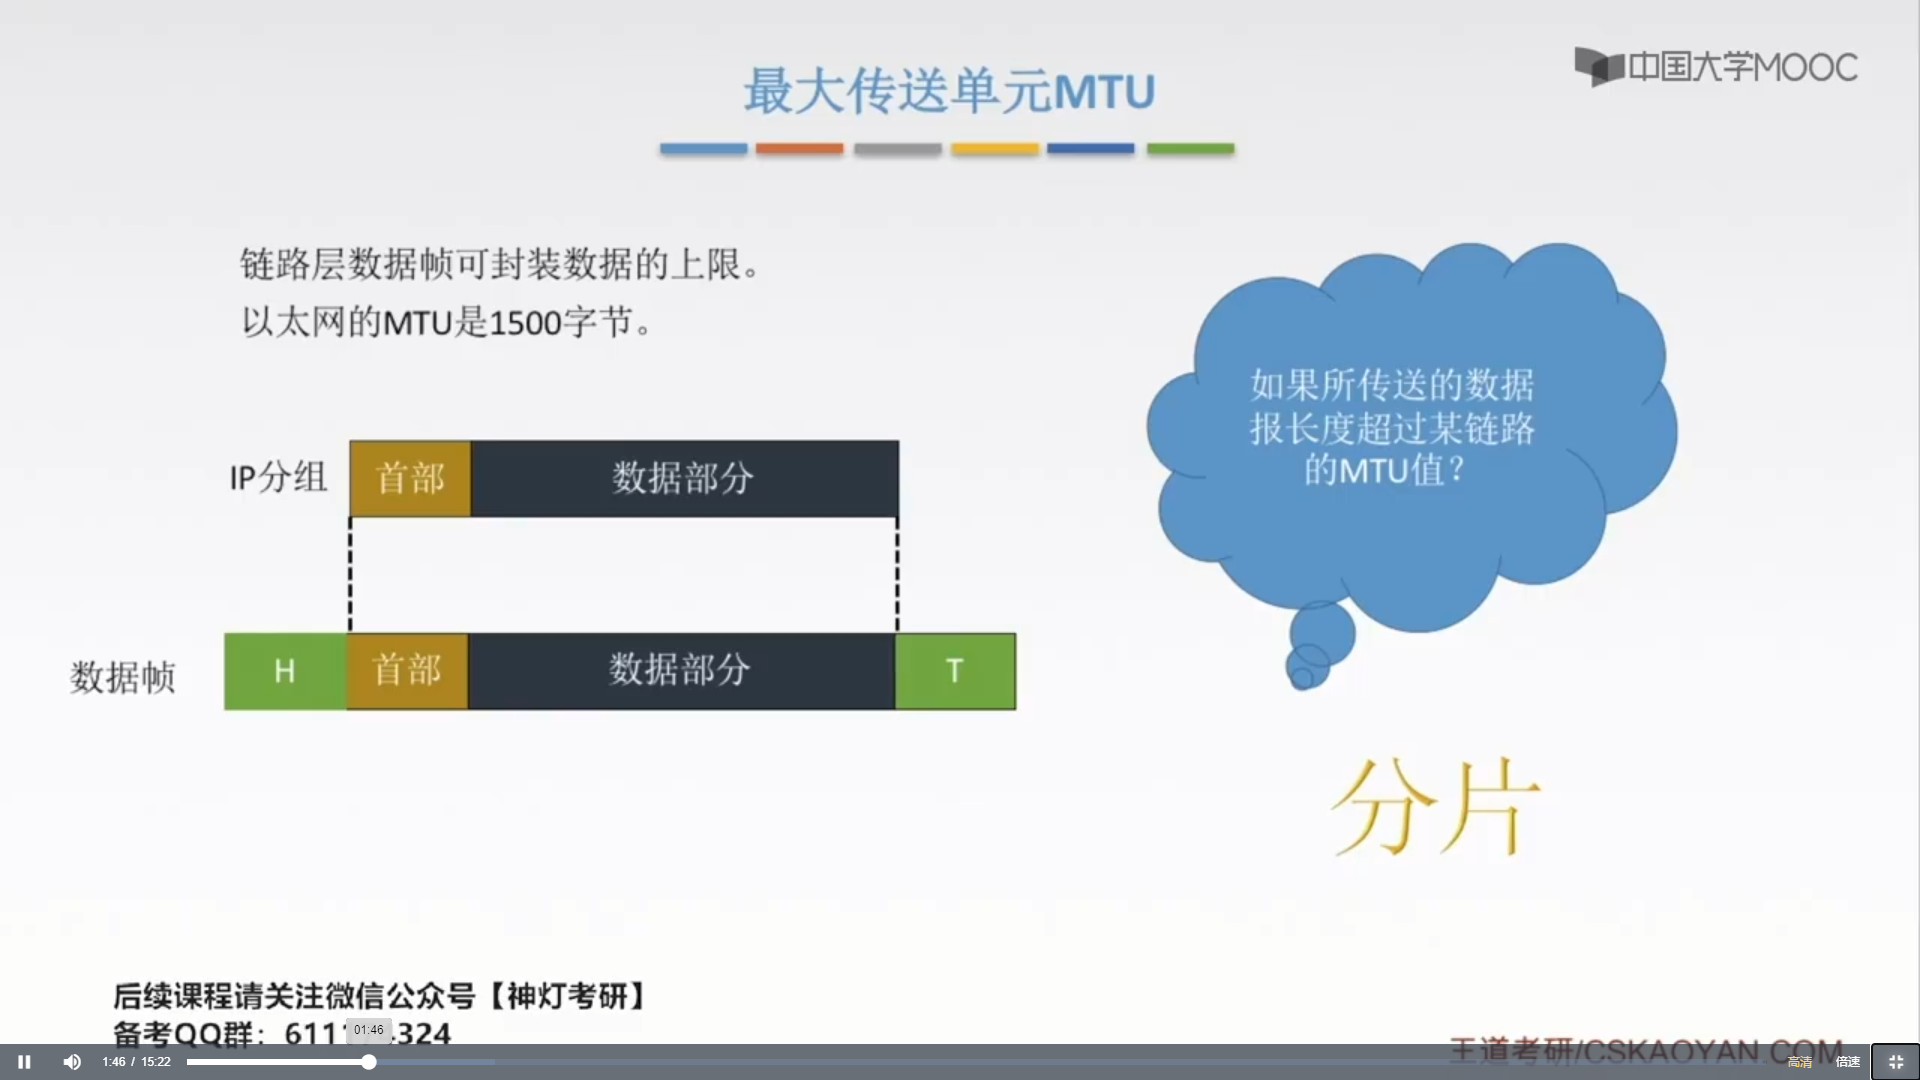 中国大学MOOC
最大传送单元MTU
链路层数据帧可封装数据的上限。
以太网的MTU是1500字节。
如果所传送的数据
报长度超过某链路
的MTU值?
IP分组
首部
数据部分
数据帧
H
首部
数据部分
T
分片
后续课程请关注微信公众号【神灯考研】
备考QQ群:
01:46
王道考研/CSKAOYAN.COM
1:46 / 15:22
高清
倍速